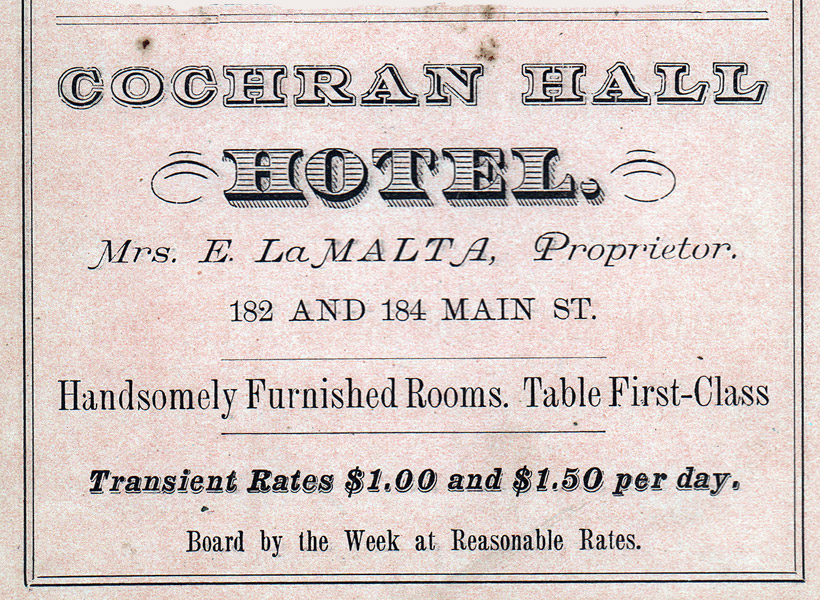 COCHRAN HALL
HOTEL.
Mrs. E. LaMALTA, Proprietor.
182 AND 184 MAIN ST.
Handsomely Furnished Rooms. Table First-Class
Transient Rates $1.00 and $1.50 per day.
Board by the Week at Reasonable Rates.